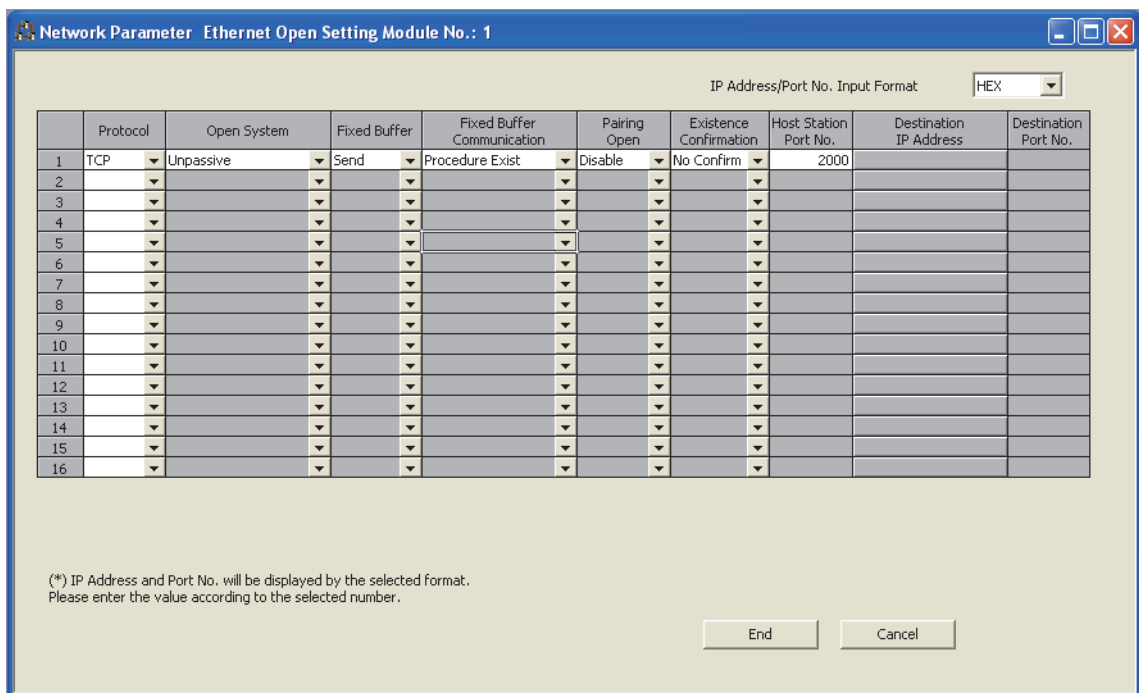 Network Parameter Ethernet Open Setting Module No.: 1
IP Address/Port No. Input Format HEX
Protocol Open System Fixed Buffer Fixed Buffer Communication Pairing Open Existence Confirmation Host Station Port No. Destination IP Address Destination Port No.
1 TCP Unpassive Send Procedure Exist Disable No Confirm 2000
2
3
4
5
6
7
8
9
10
11
12
13
14
15
16
(*) IP Address and Port No. will be displayed by the selected format.
Please enter the value according to the selected number.
End Cancel